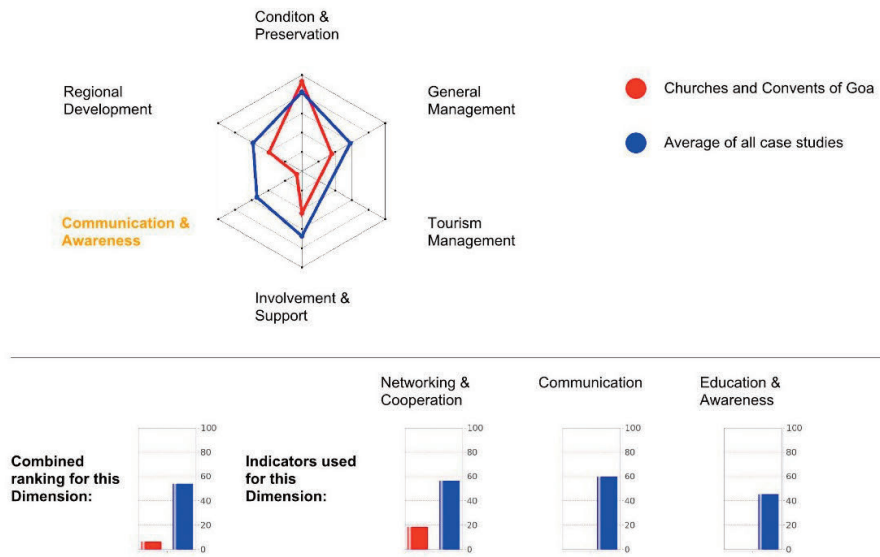 Conditon &
Preservation
Regional
Development
General
Management
Churches and Convents of Goa
Average of all case studies
Communication &
Awareness
Tourism
Management
Involvement &
Support
Networking &
Cooperation
Communication
Education &
Awareness
Combined
ranking for this
Dimension:
100
80
60
40
20
0
Indicators used
for this
Dimension:
100
80
60
40
20
0
100
80
60
40
20
0
100
80
60
40
20
0